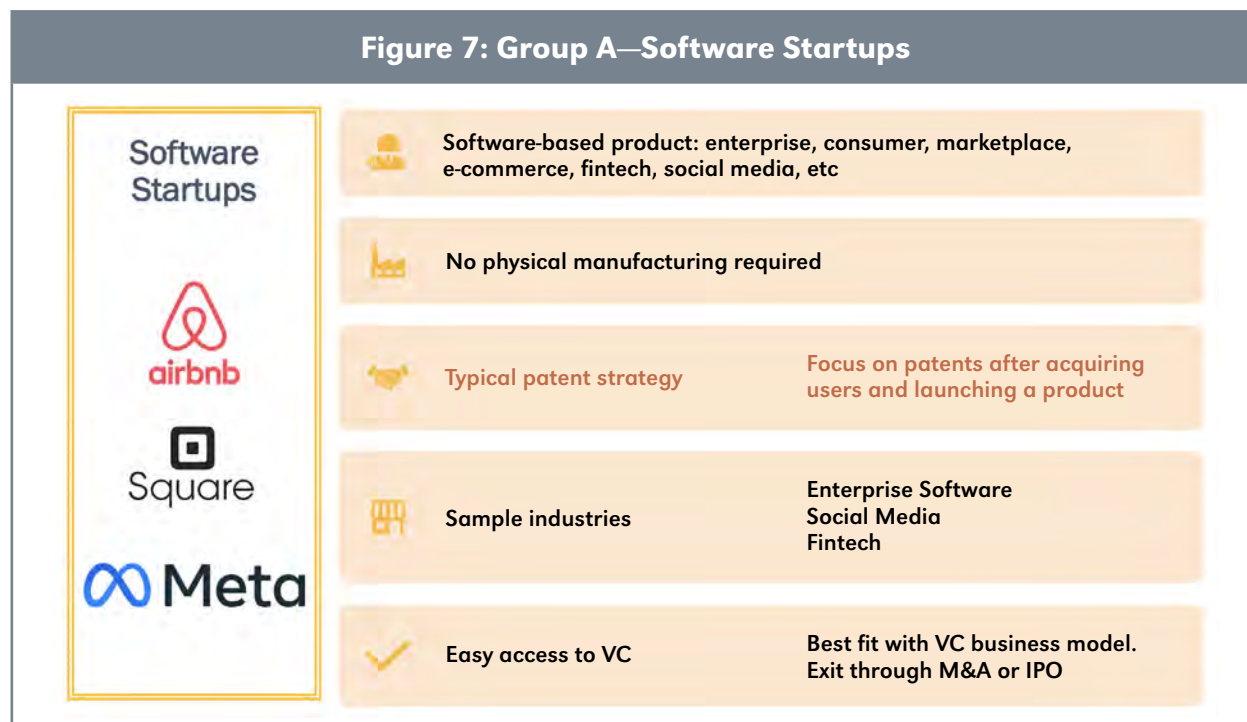 Figure 7: Group A—Software Startups
Software
Startups
airbnb
Square
Meta
Software-based product: enterprise, consumer, marketplace,
e-commerce, fintech, social media, etc
No physical manufacturing required
Typical patent strategy
Focus on patents after acquiring
users and launching a product
Sample industries
Enterprise Software
Social Media
Fintech
Easy access to VC
Best fit with VC business model.
Exit through M&A or IPO